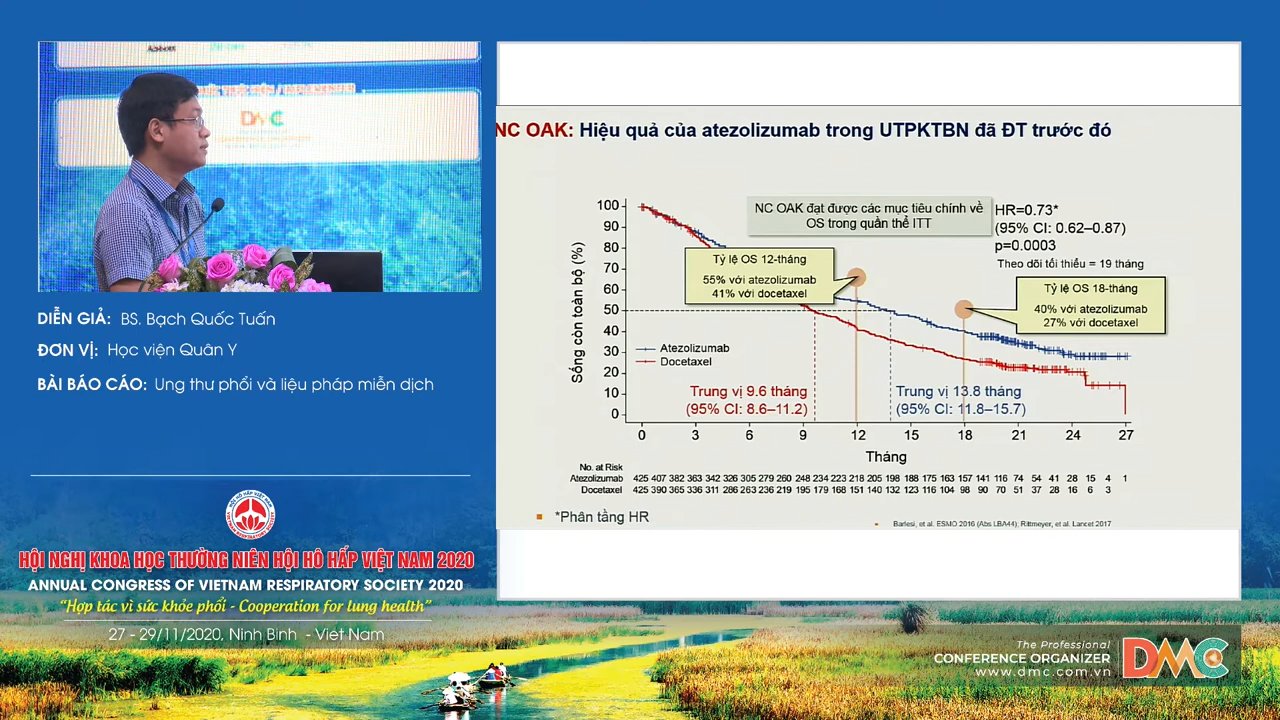 DMC
DIỄN GIẢ: BS. Bạch Quốc Tuấn
ĐƠN VỊ: Học viện Quân Y
BÀI BÁO CÁO: Ung thư phổi và liệu pháp miễn dịch
HỘI HÔ HẤP VIỆT NAM
HỘI NGHỊ KHOA HỌC THƯỜNG NIÊN HỘI HÔ HẤP VIỆT NAM 2020
ANNUAL CONGRESS OF VIETNAM RESPIRATORY SOCIETY 2020
“Hợp tác vì sức khỏe phổi - Cooperation for lung health”
27 - 29/11/2020, Ninh Bình - Việt Nam
NC OAK: Hiệu quả của atezolizumab trong UTPKTBN đã ĐT trước đó
NC OAK đạt được các mục tiêu chính về
OS trong quần thể ITT
HR=0.73*
(95% CI: 0.62–0.87)
p=0.0003
Theo dõi tối thiểu = 19 tháng
Tỷ lệ OS 12-tháng
55% với atezolizumab
41% với docetaxel
Tỷ lệ OS 18-tháng
40% với atezolizumab
27% với docetaxel
Sống còn toàn bộ (%)
100
90
80
70
60
50
40
30
20
10
0
Atezolizumab
Docetaxel
Trung vị 9.6 tháng
(95% CI: 8.6–11.2)
Trung vị 13.8 tháng
(95% CI: 11.8–15.7)
0 3 6 9 12 15 18 21 24 27
Tháng
No. at Risk
Atezolizumab 425 407 382 363 342 326 305 279 260 248 234 223 218 205 198 188 175 163 157 141 116 74 54 41 28 15 4 1
Docetaxel 425 390 365 336 311 286 263 236 219 195 179 168 151 140 132 123 116 104 98 90 70 51 37 28 16 6 3
*Phân tầng HR
Barlesi, et al. ESMO 2016 (Abs LBA44); Rittmeyer, et al. Lancet 2017
The Professional
CONFERENCE ORGANIZER
www.dmc.com.vn
DMC